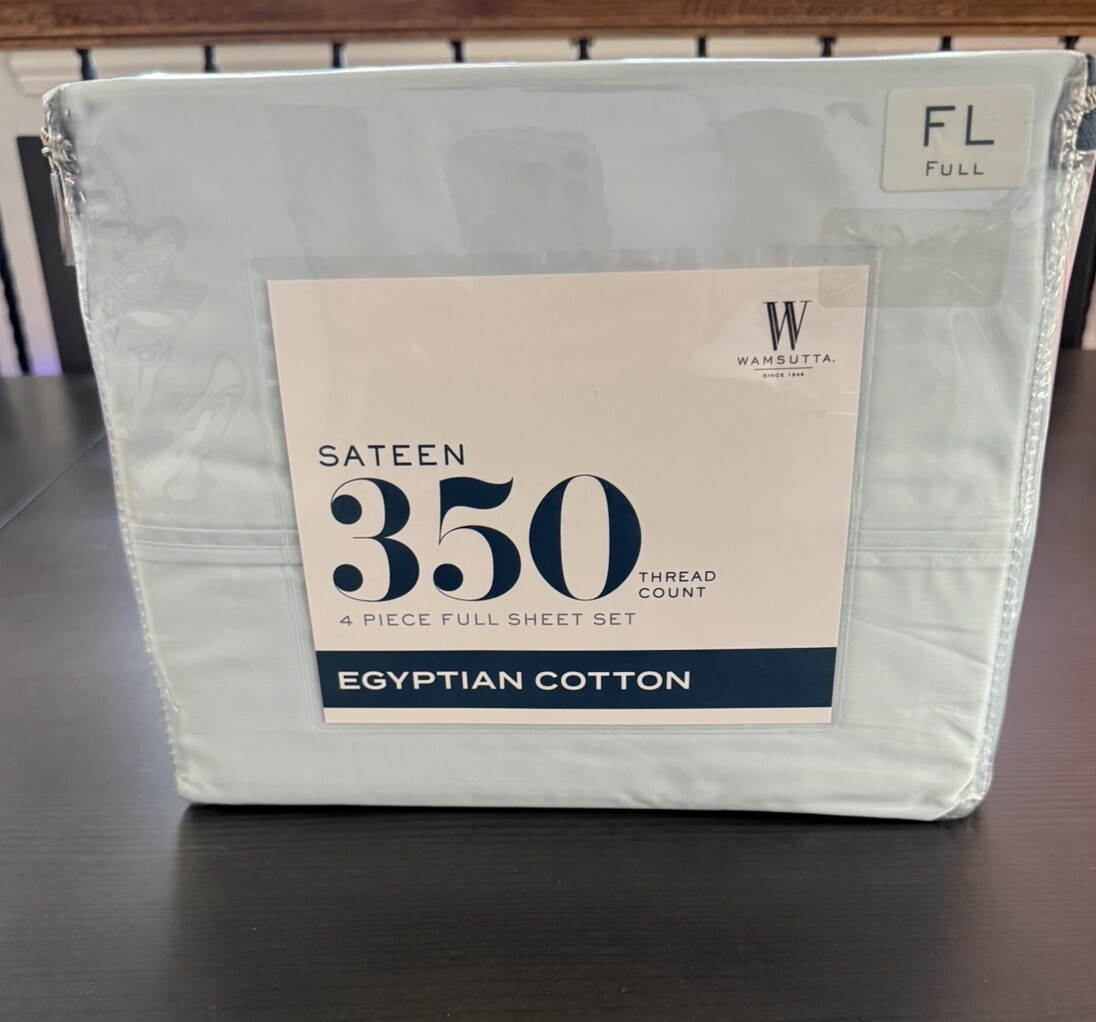 FL
FULL
W
WAMSUTTA.
SINCE 1846
SATEEN
350
THREAD
COUNT
4 PIECE FULL SHEET SET
EGYPTIAN COTTON